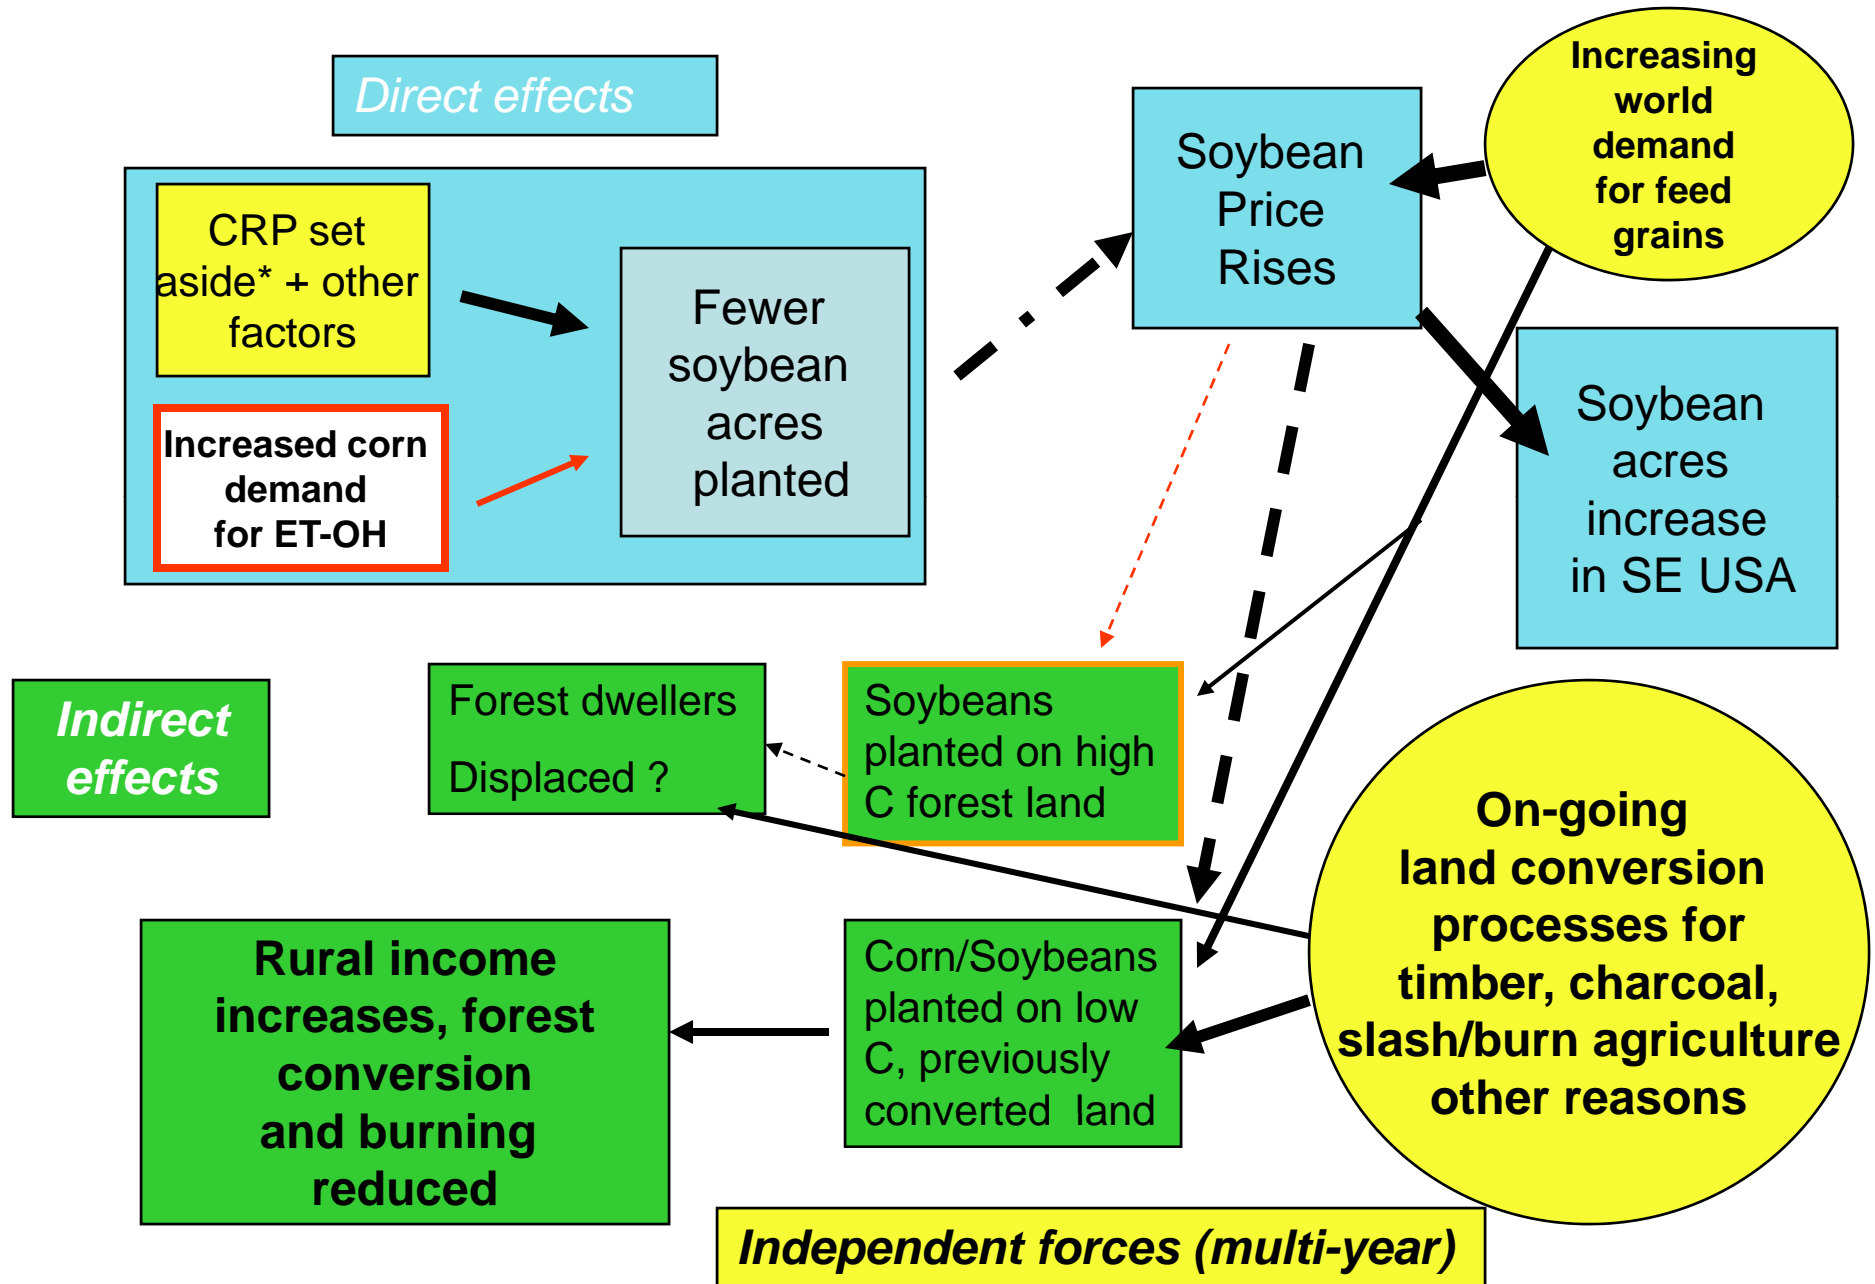 Direct effects
CRP set
aside* + other
factors
Increased corn
demand
for ET-OH
Fewer
soybean
acres
planted
Soybean
Price
Rises
Increasing
world
demand
for feed
grains
Soybean
acres
increase
in SE USA
Indirect
effects
Forest dwellers
Displaced ?
Soybeans
planted on high
C forest land
Rural income
increases, forest
conversion
and burning
reduced
Corn/Soybeans
planted on low
C, previously
converted land
On-going
land conversion
processes for
timber, charcoal,
slash/burn agriculture
other reasons
Independent forces (multi-year)